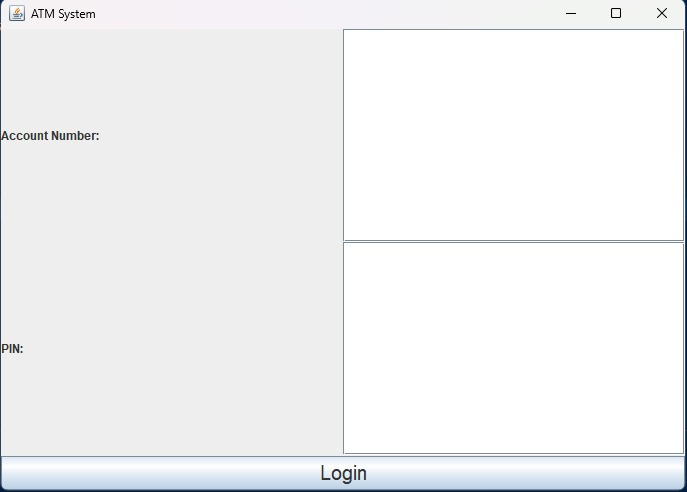 ATM System
Account Number:
PIN:
Login